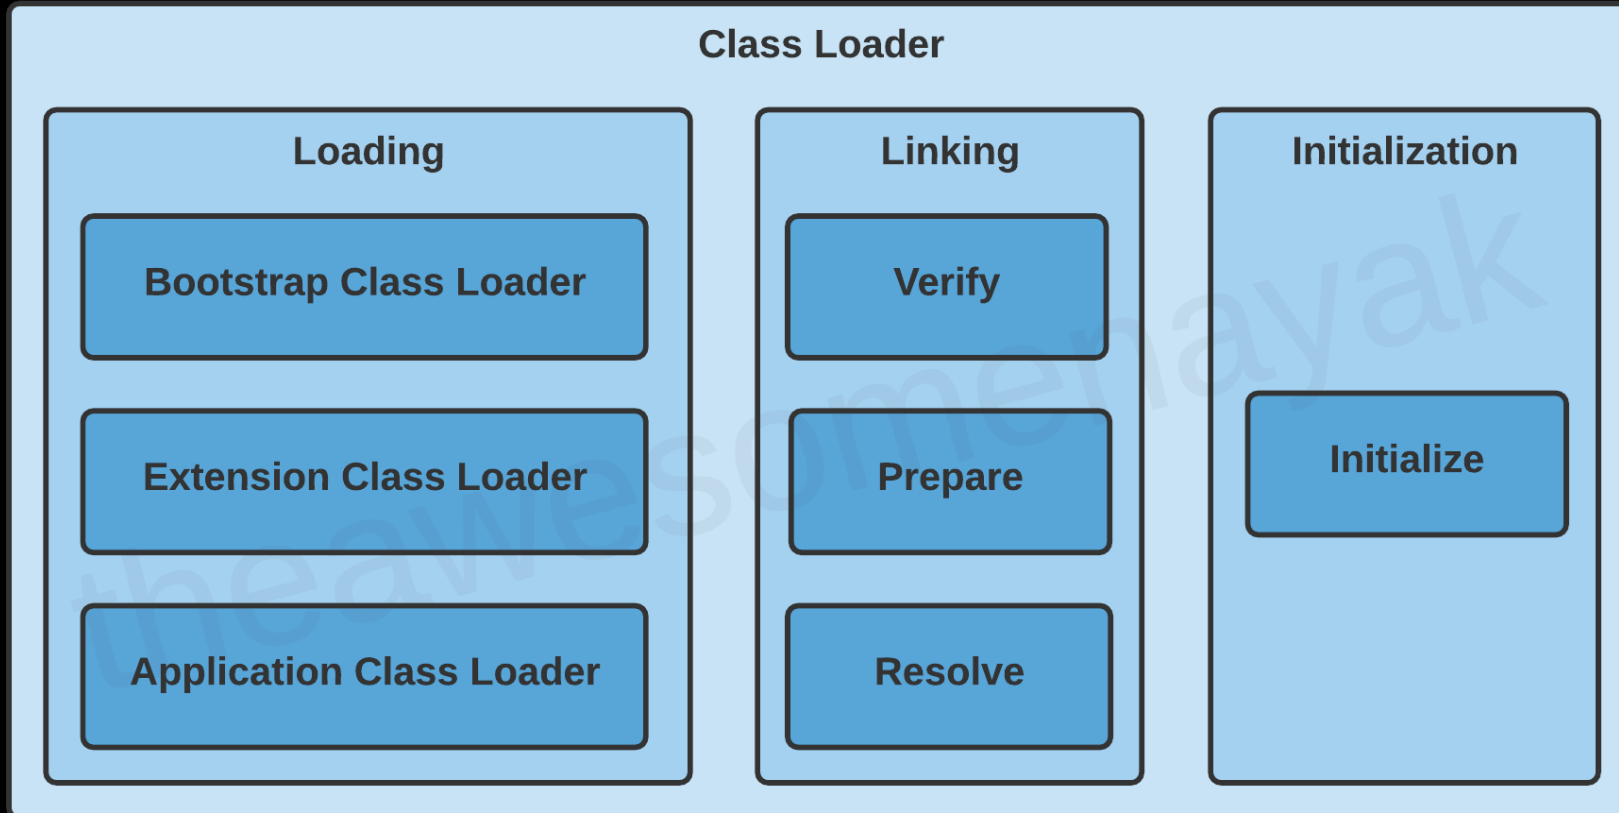 Class Loader
Loading
Bootstrap Class Loader
Extension Class Loader
Application Class Loader
Linking
Verify
Prepare
Resolve
Initialization
Initialize
theawesomenayak